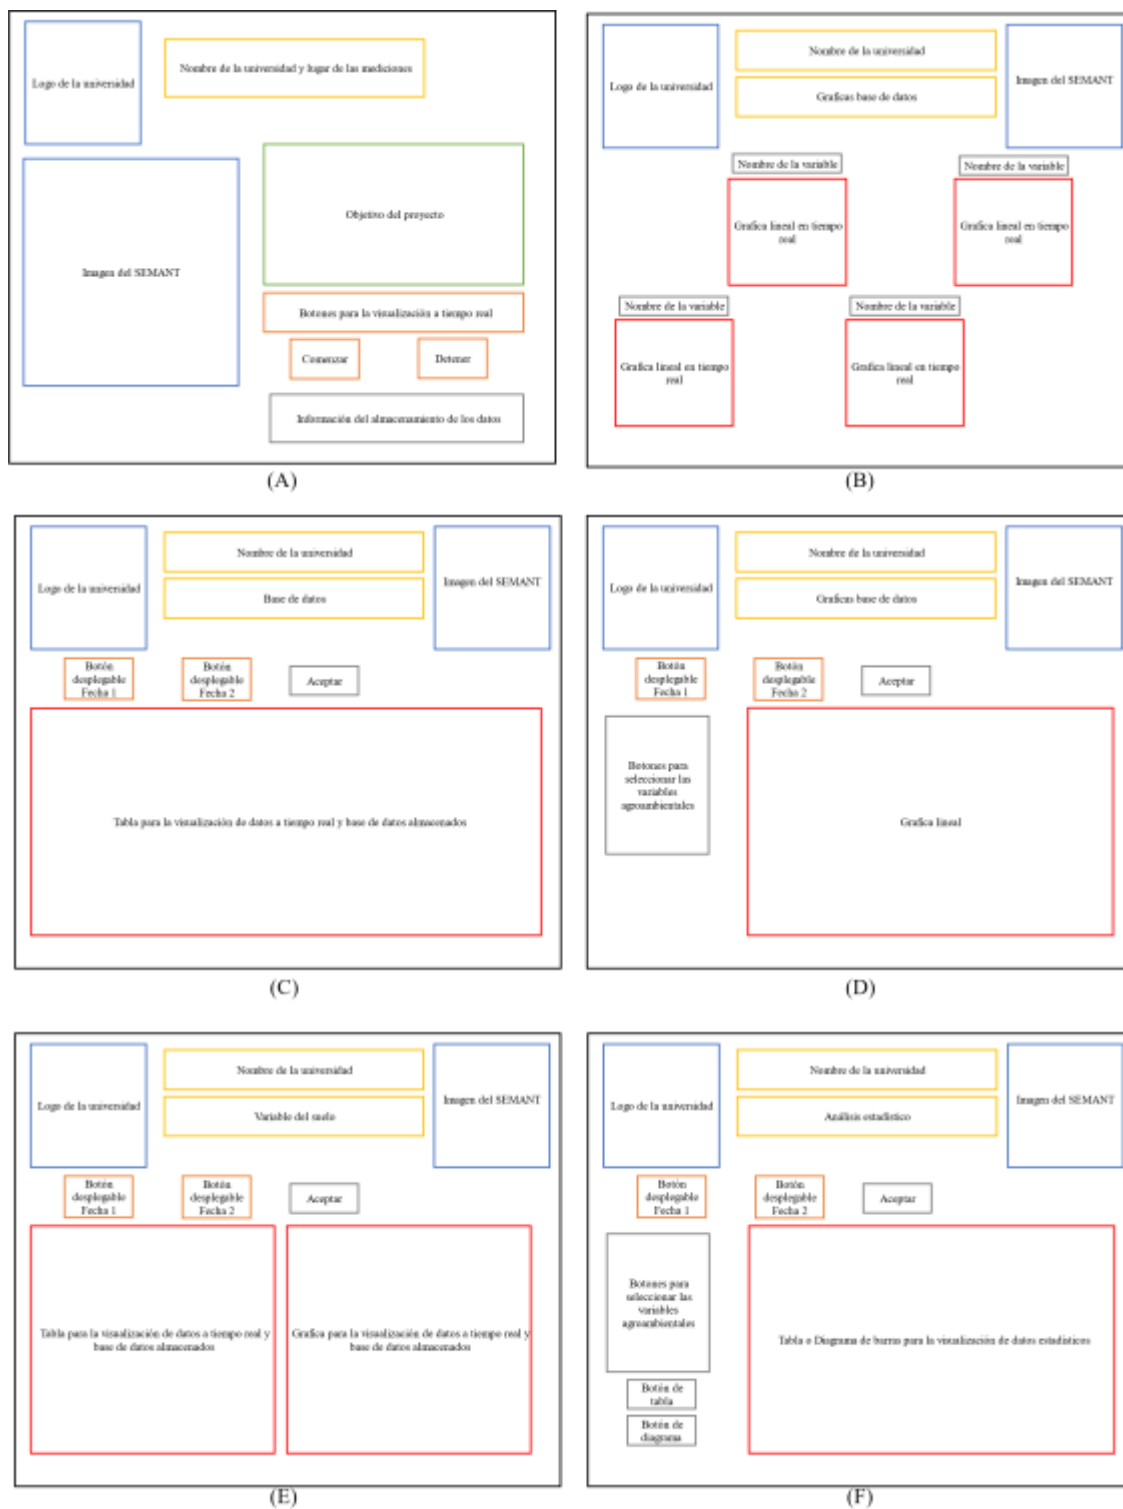 Logo de la universidad
Nombre de la universidad y lugar de las mediciones
Imagen del SEMANT
Objetivo del proyecto
Botones para la visualización a tiempo real
Comenzar
Detener
Información del almacenamiento de los datos
(A)
Logo de la universidad
Nombre de la universidad
Graficas base de datos
Imagen del SEMANT
Nombre de la variable
Nombre de la variable
Grafica lineal en tiempo
real
Grafica lineal en tiempo
real
Nombre de la variable
Nombre de la variable
Grafica lineal en tiempo
real
Grafica lineal en tiempo
real
(B)
Logo de la universidad
Nombre de la universidad
Base de datos
Imagen del SEMANT
Botón
desplegable
Fecha 1
Botón
desplegable
Fecha 2
Aceptar
Tabla para la visualización de datos a tiempo real y base de datos almacenados
(C)
Logo de la universidad
Nombre de la universidad
Graficas base de datos
Imagen del SEMANT
Botón
desplegable
Fecha 1
Botón
desplegable
Fecha 2
Aceptar
Botones para
seleccionar las
variables
agroambientales
Grafica lineal
(D)
Logo de la universidad
Nombre de la universidad
Variable del suelo
Imagen del SEMANT
Botón
desplegable
Fecha 1
Botón
desplegable
Fecha 2
Aceptar
Tabla para la visualización de datos a tiempo real y
base de datos almacenados
Grafica para la visualización de datos a tiempo real y
base de datos almacenados
(E)
Logo de la universidad
Nombre de la universidad
Análisis estadístico
Imagen del SEMANT
Botón
desplegable
Fecha 1
Botón
desplegable
Fecha 2
Aceptar
Botones para
seleccionar las
variables
agroambientales
Botón de
tabla
Botón de
diagrama
Tabla o Diagrama de barras para la visualización de datos estadísticos
(F)